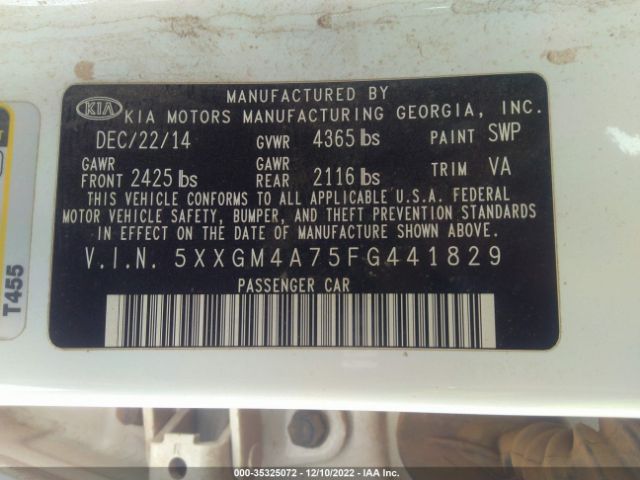 MANUFACTURED BY
KIA KIA MOTORS MANUFACTURING GEORGIA, INC.
DEC/22/14 GVWR 4365 lbs PAINT SWP
GAWR FRONT 2425 lbs GAWR REAR 2116 lbs TRIM VA
THIS VEHICLE CONFORMS TO ALL APPLICABLE U.S.A. FEDERAL
MOTOR VEHICLE SAFETY, BUMPER, AND THEFT PREVENTION STANDARDS
IN EFFECT ON THE DATE OF MANUFACTURE SHOWN ABOVE.
V.I.N. 5XXGM4A75FG441829
PASSENGER CAR
T455
000-35325072 — 12/10/2022 — IAA Inc.